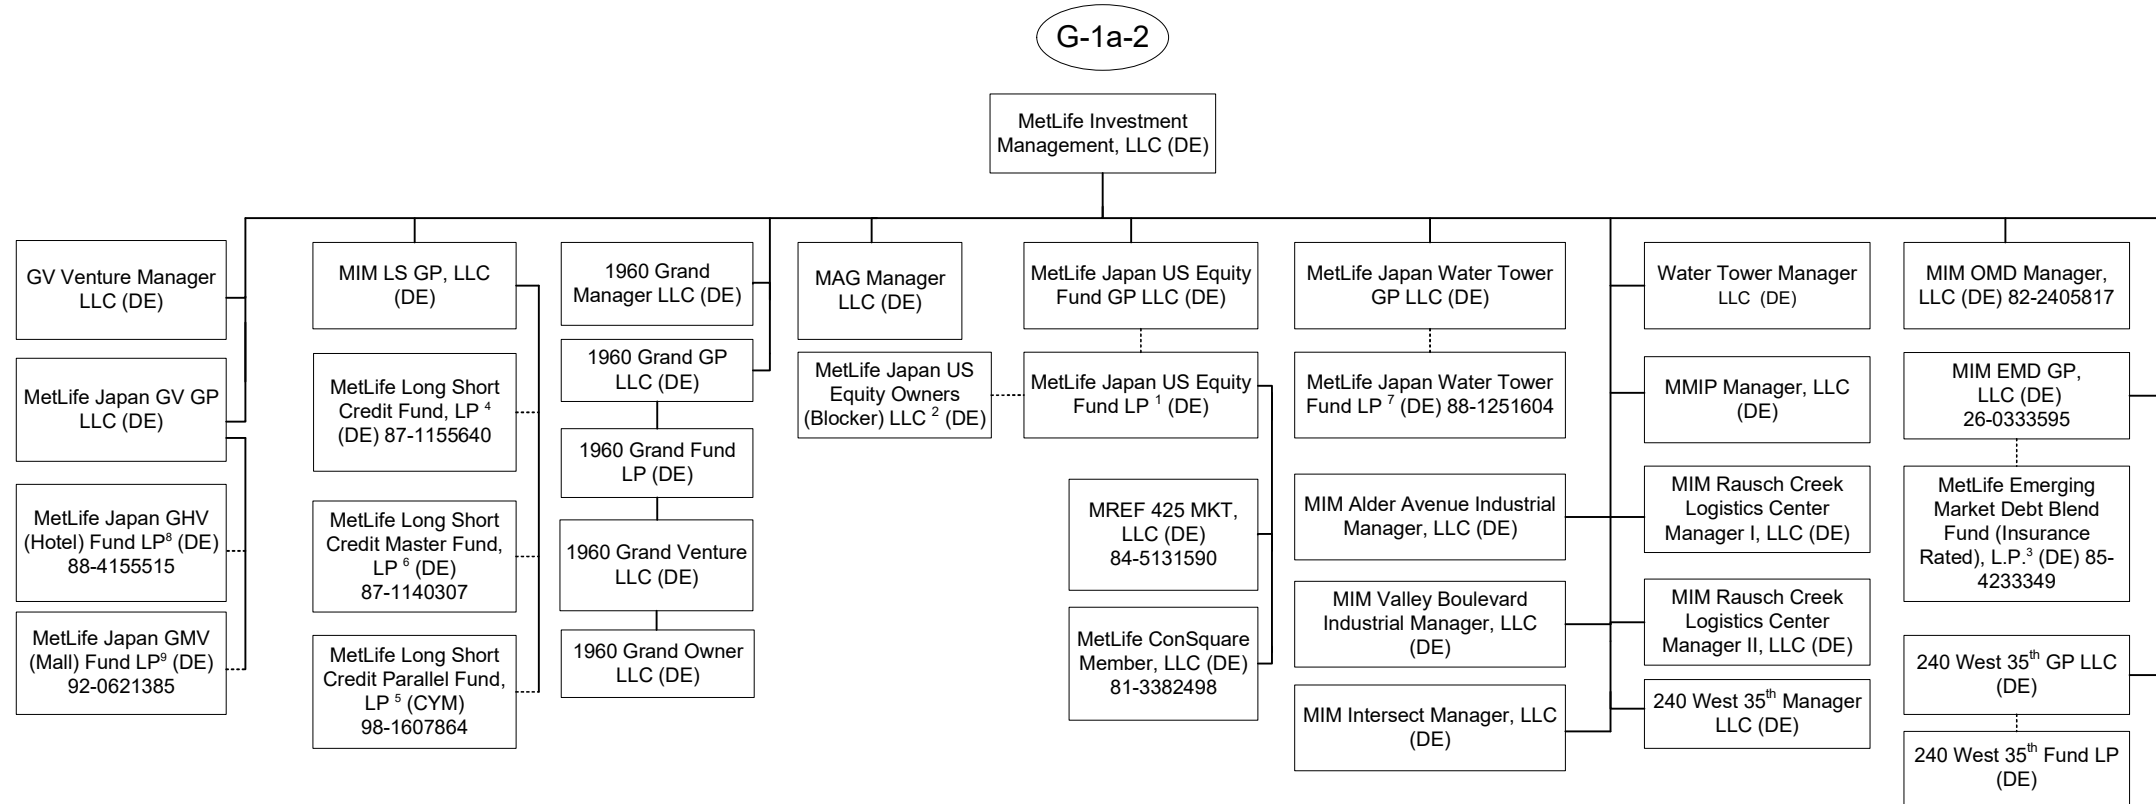 G-1a-2
MetLife Investment
Management, LLC (DE)
GV Venture Manager
LLC (DE)
MetLife Japan GV GP
LLC (DE)
MetLife Japan GHV
(Hotel) Fund LP8 (DE)
88-4155515
MetLife Japan GMV
(Mall) Fund LP9 (DE)
92-0621385
MIM LS GP, LLC
(DE)
MetLife Long Short
Credit Fund, LP 4
(DE) 87-1155640
MetLife Long Short
Credit Master Fund,
LP 6 (DE)
87-1140307
MetLife Long Short
Credit Parallel Fund,
LP 5 (CYM)
98-1607864
1960 Grand
Manager LLC (DE)
1960 Grand GP
LLC (DE)
1960 Grand Fund
LP (DE)
1960 Grand Venture
LLC (DE)
1960 Grand Owner
LLC (DE)
MAG Manager
LLC (DE)
MetLife Japan US
Equity Owners
(Blocker) LLC 2 (DE)
MetLife Japan US Equity
Fund GP LLC (DE)
MetLife Japan US Equity
Fund LP 1 (DE)
MREF 425 MKT,
LLC (DE)
84-5131590
MetLife ConSquare
Member, LLC (DE)
81-3382498
MetLife Japan Water Tower
GP LLC (DE)
MetLife Japan Water Tower
Fund LP 7 (DE) 88-1251604
MIM Alder Avenue Industrial
Manager, LLC (DE)
MIM Valley Boulevard
Industrial Manager, LLC
(DE)
MIM Intersect Manager, LLC
(DE)
Water Tower Manager
LLC (DE)
MMIP Manager, LLC
(DE)
MIM Rausch Creek
Logistics Center
Manager I, LLC (DE)
MIM Rausch Creek
Logistics Center
Manager II, LLC (DE)
240 West 35th Manager
LLC (DE)
MIM OMD Manager,
LLC (DE) 82-2405817
MIM EMD GP,
LLC (DE)
26-0333595
MetLife Emerging
Market Debt Blend
Fund (Insurance
Rated), L.P.3 (DE) 85-
4233349
240 West 35th GP LLC
(DE)
240 West 35th Fund LP
(DE)